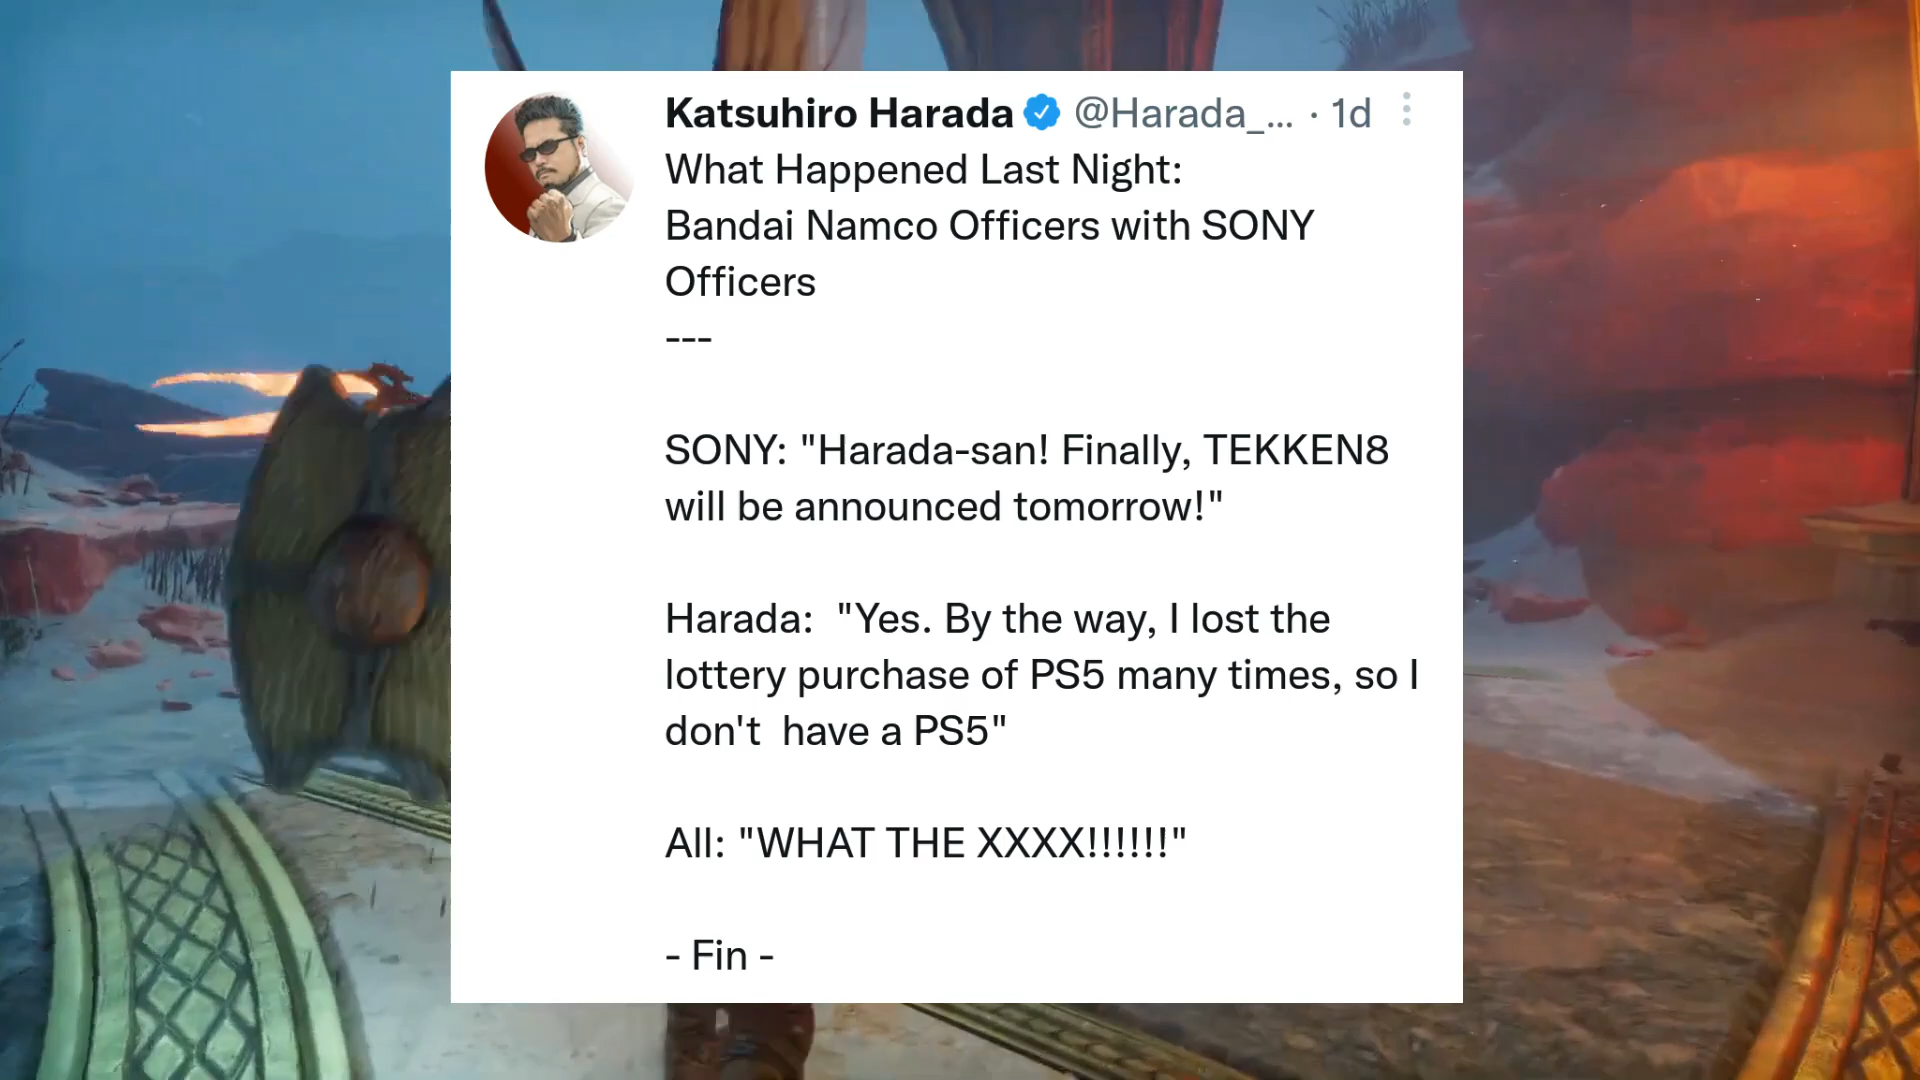 Katsuhiro Harada @Harada_... · 1d
What Happened Last Night:
Bandai Namco Officers with SONY
Officers
---
SONY: "Harada-san! Finally, TEKKEN8
will be announced tomorrow!"
Harada:  "Yes. By the way, I lost the
lottery purchase of PS5 many times, so I
don't  have a PS5"
All: "WHAT THE XXXX!!!!!!"
- Fin -